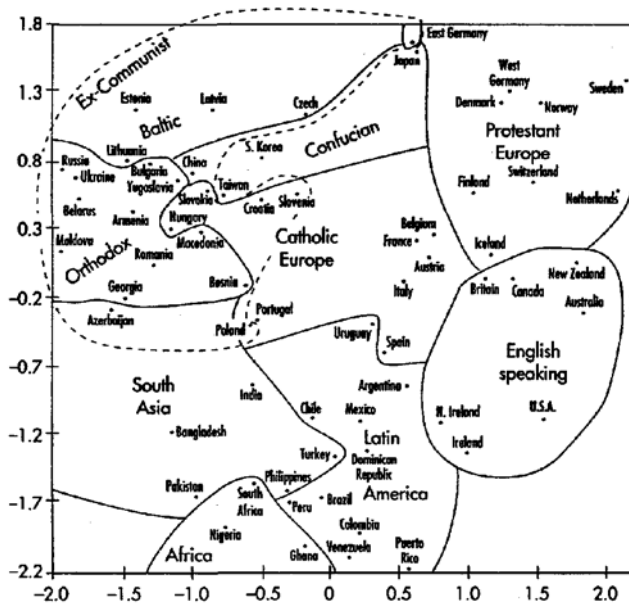 1.8
East Germany
Japan
Ex-Communist
West
Germany
Sweden
1.3
Estonia
Latvia
Czech
Denmark
Norway
Baltic
Protestant
Europe
S. Korea
Confucian
Lithuania
Russia
China
0.8
Bulgaria
Ukraine
Yugoslavia
Taiwan
Switzerland
Finland
Slovakia
Croatia
Slovenia
Netherlands
Belarus
Armenia
Hungary
Belgium
0.3
Moldova
Macedonia
Catholic
Europe
France
Iceland
Orthodox
Romania
Austria
New Zealand
Georgia
Bosnia
Italy
Britain
Canada
-0.2
Australia
Azerbaijan
Portugal
Poland
Uruguay
Spain
English
speaking
-0.7
South
Asia
India
Argentina
Chile
Mexico
N. Ireland
U.S.A.
-1.2
Bangladesh
Latin
America
Ireland
Turkey
Dominican
Republic
Pakistan
South
Africa
Philippines
-1.7
Peru
Brazil
Nigeria
Colombia
Africa
Ghana
Venezuela
Puerto
Rico
-2.2
-2.0
-1.5
-1.0
-0.5
0.0
0.5
1.0
1.5
2.0